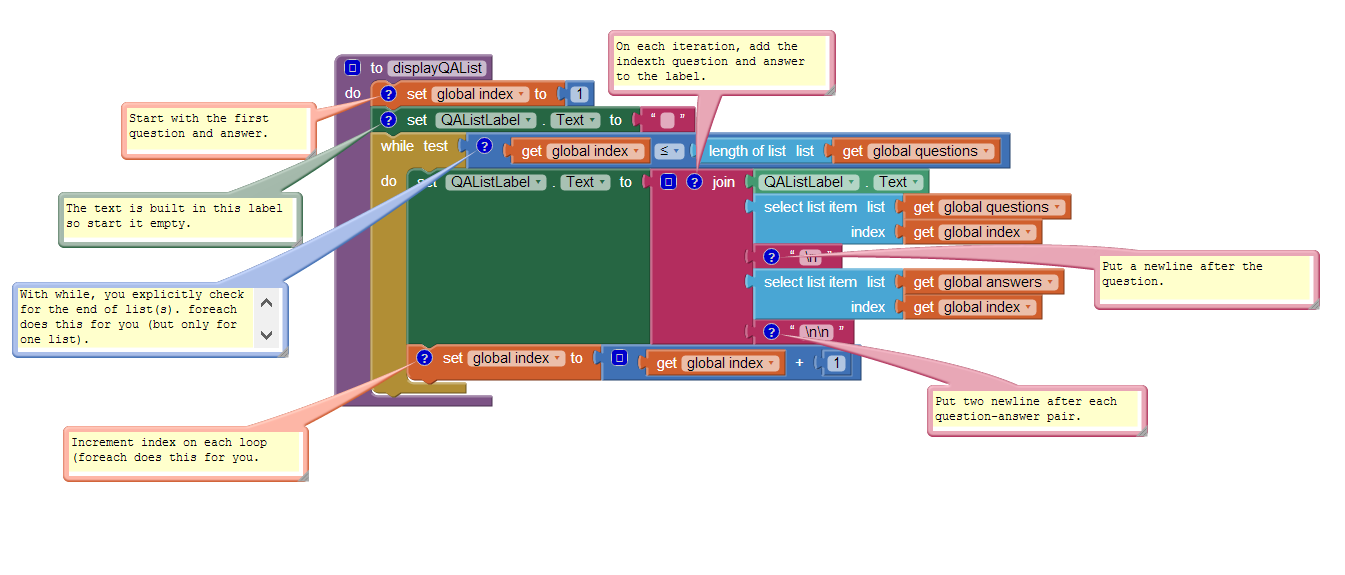 On each iteration, add the
indexth question and answer
to the label.
to displayQAList
do ? set global index to 1
Start with the first
question and answer.
? set QAListLabel . Text to “ ”
while test ? get global index ≤ length of list list get global questions
do set QAListLabel . Text to ? join QAListLabel . Text
The text is built in this label
so start it empty.
select list item list get global questions
index get global index
? “ \n ”
Put a newline after the
question.
select list item list get global answers
index get global index
With while, you explicitly check
for the end of list(s). foreach
does this for you (but only for
one list).
? “ \n\n ”
? set global index to get global index + 1
Put two newline after each
question-answer pair.
Increment index on each loop
(foreach does this for you.